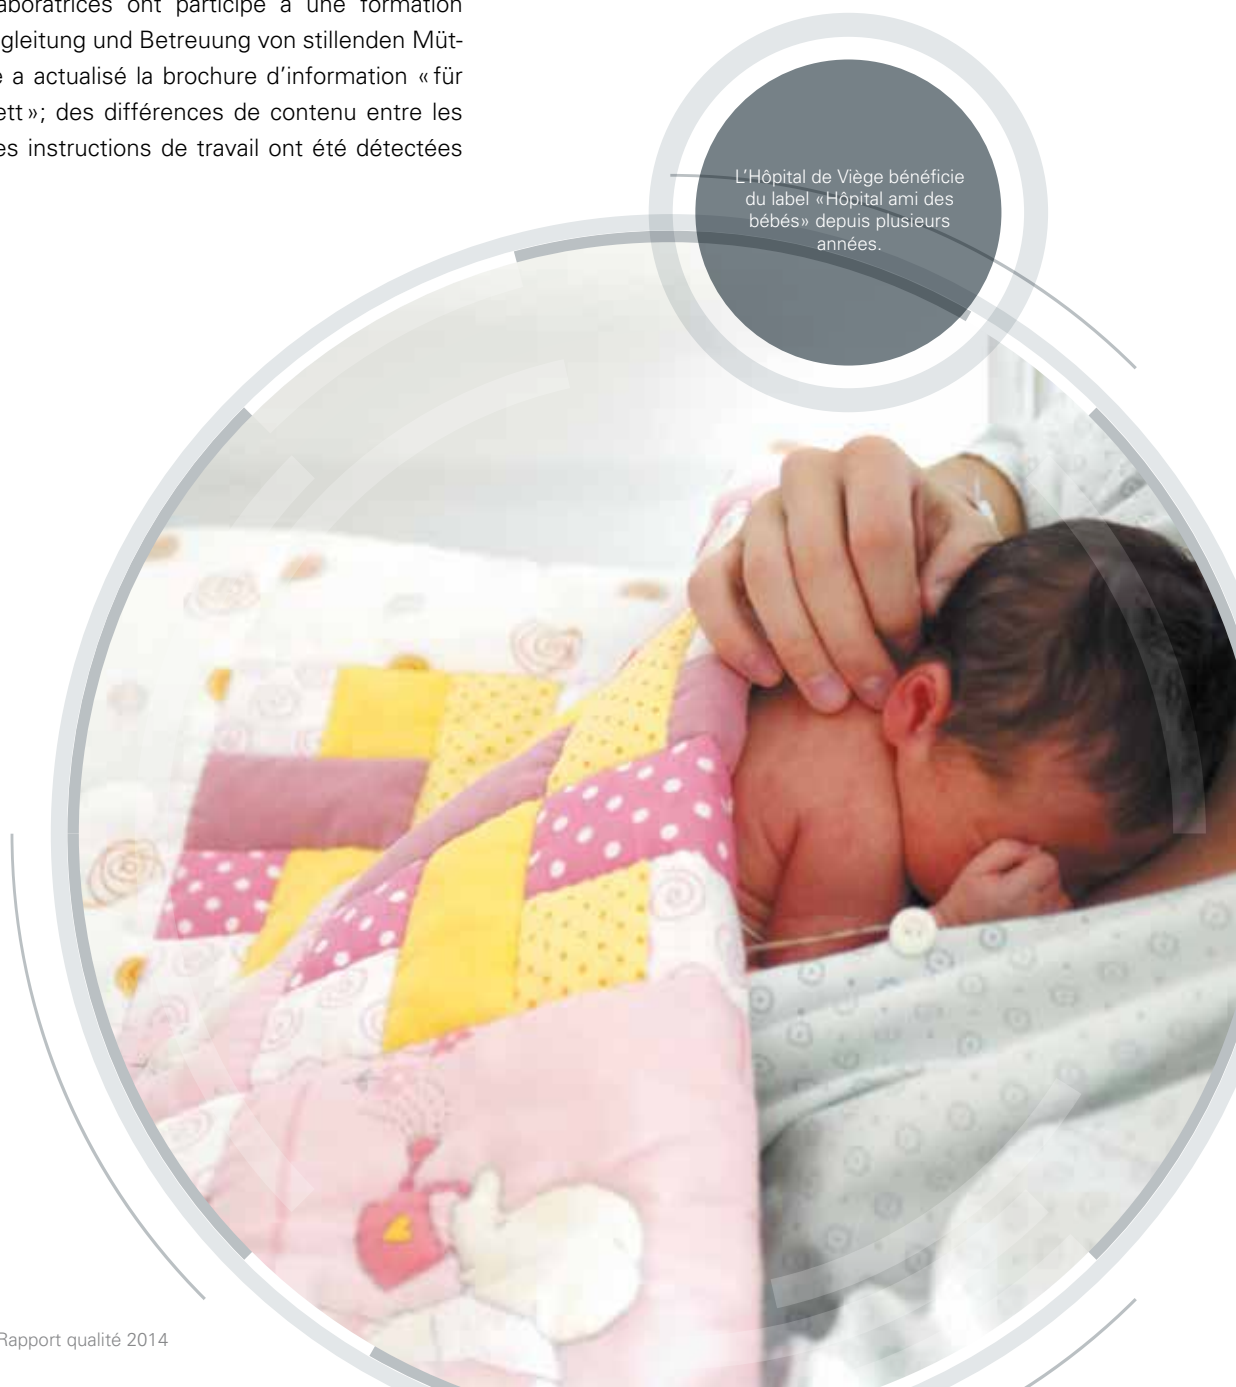 aboratrices ont participé à une formation
gleitung und Betreuung von stillenden Müt-
e a actualisé la brochure d’information «für
ett»; des différences de contenu entre les
es instructions de travail ont été détectées
L’Hôpital de Viège bénéficie
du label «Hôpital ami des
bébés» depuis plusieurs
années.
Rapport qualité 2014